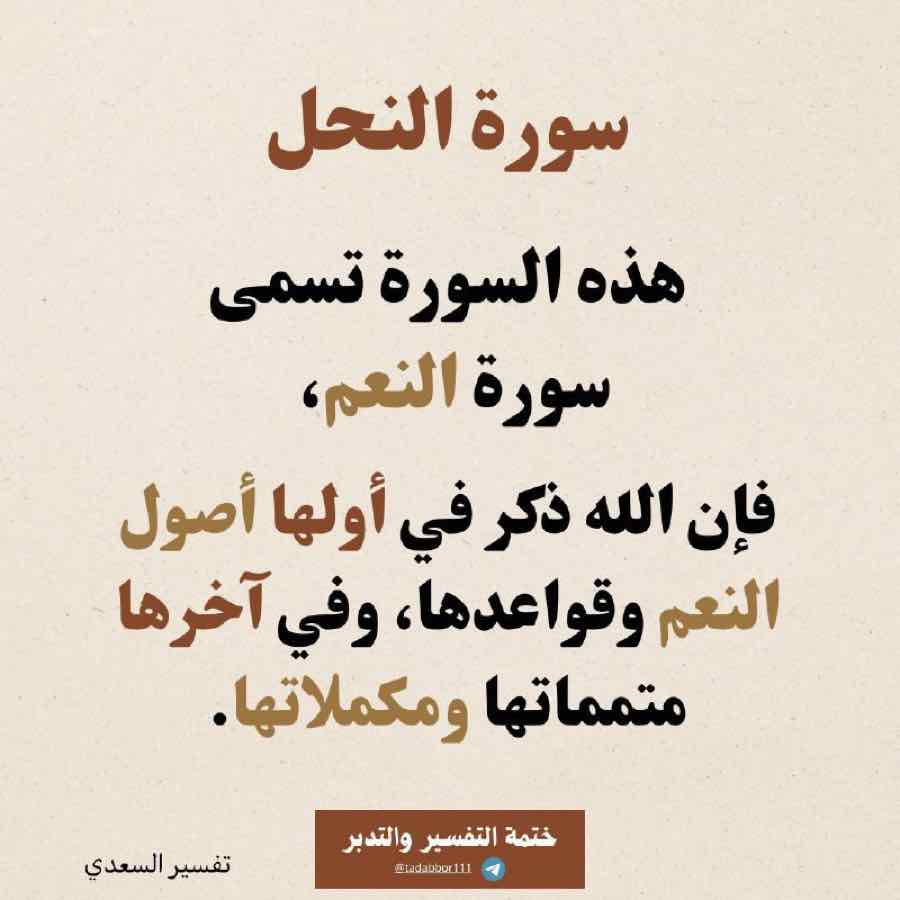 سورة النحل
هذه السورة تسمى
سورة النعم،
فإن الله ذكر في أولها أصول
النعم وقواعدها، وفي آخرها
متمماتها ومكملاتها.
ختمة التفسير والتدبر
@tadabbor111
تفسير السعدي